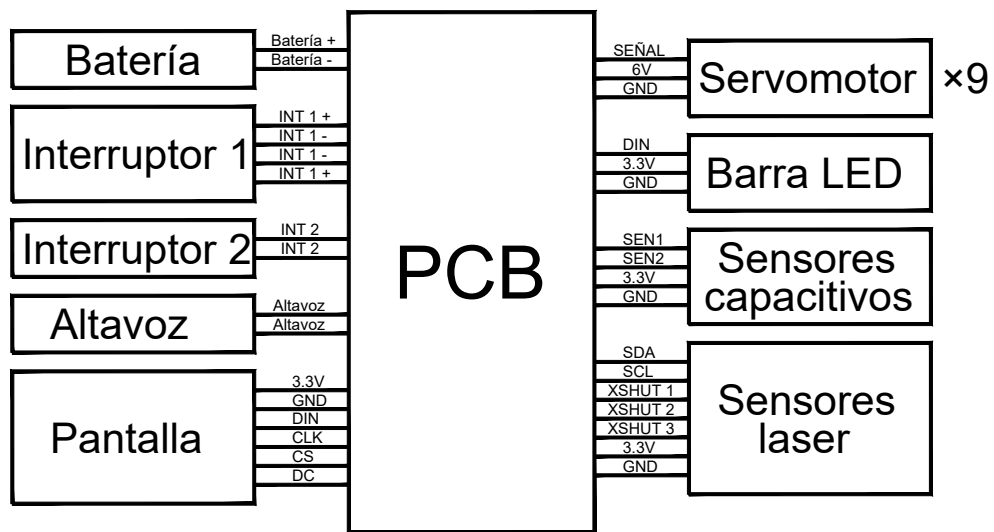 Batería
Batería +
Batería -
Interruptor 1
INT 1 +
INT 1 -
INT 1 -
INT 1 +
Interruptor 2
INT 2
INT 2
Altavoz
Altavoz
Altavoz
Pantalla
3.3V
GND
DIN
CLK
CS
DC
PCB
SEÑAL
6V
GND
Servomotor
×9
DIN
3.3V
GND
Barra LED
SEN1
SEN2
3.3V
GND
Sensores
capacitivos
SDA
SCL
XSHUT 1
XSHUT 2
XSHUT 3
3.3V
GND
Sensores
laser